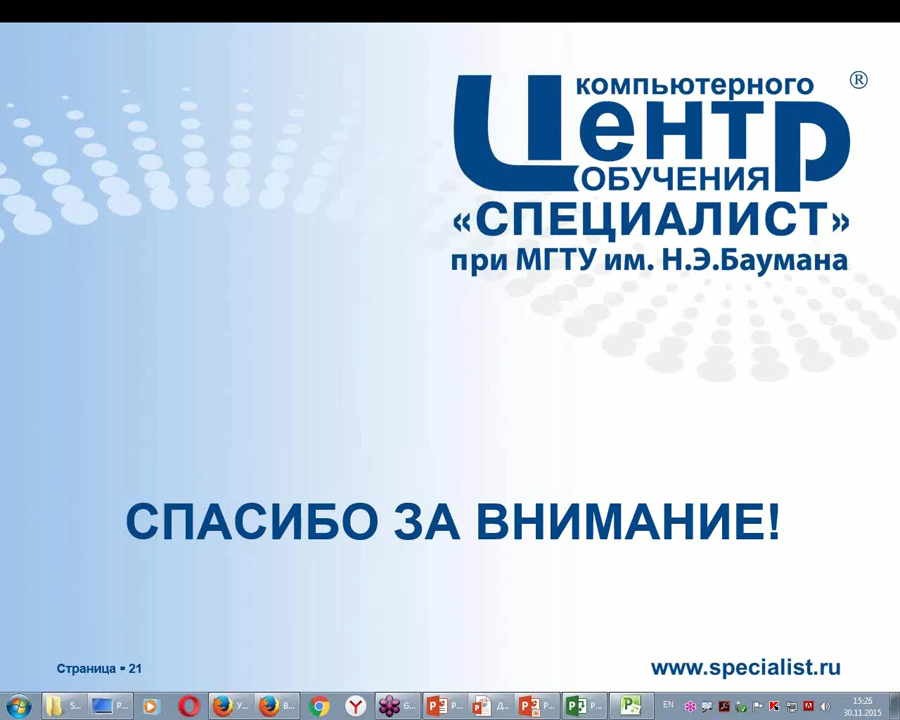 компьютерного ®
Центр
ОБУЧЕНИЯ
«СПЕЦИАЛИСТ»
при МГТУ им. Н.Э.Баумана
СПАСИБО ЗА ВНИМАНИЕ!
Страница ▪ 21
www.specialist.ru
S... P... У... В... G... P... Д... P... P...
EN
15:26
30.11.2015